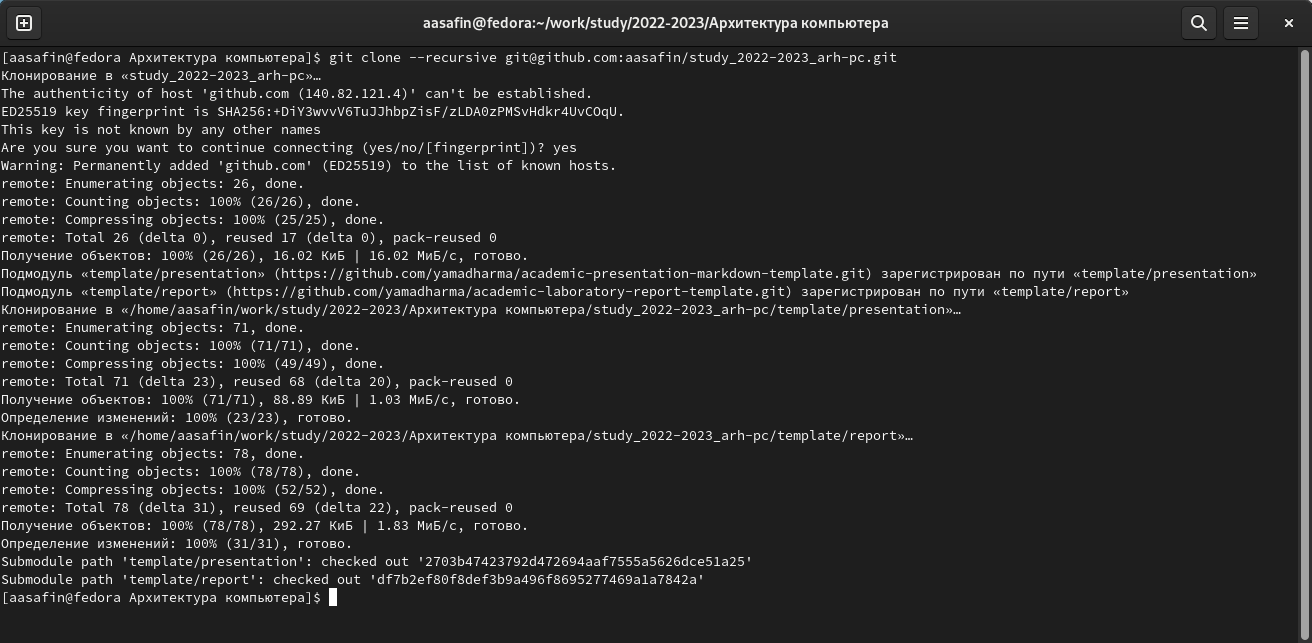 aasafin@fedora:~/work/study/2022-2023/Архитектура компьютера
[aasafin@fedora Архитектура компьютера]$ git clone --recursive git@github.com:aasafin/study_2022-2023_arh-pc.git
Клонирование в «study_2022-2023_arh-pc»…
The authenticity of host 'github.com (140.82.121.4)' can't be established.
ED25519 key fingerprint is SHA256:+DiY3wvvV6TuJJhbpZisF/zLDA0zPMSvHdkr4UvCOqU.
This key is not known by any other names
Are you sure you want to continue connecting (yes/no/[fingerprint])? yes
Warning: Permanently added 'github.com' (ED25519) to the list of known hosts.
remote: Enumerating objects: 26, done.
remote: Counting objects: 100% (26/26), done.
remote: Compressing objects: 100% (25/25), done.
remote: Total 26 (delta 0), reused 17 (delta 0), pack-reused 0
Получение объектов: 100% (26/26), 16.02 КиБ | 16.02 МиБ/с, готово.
Подмодуль «template/presentation» (https://github.com/yamadharma/academic-presentation-markdown-template.git) зарегистрирован по пути «template/presentation»
Подмодуль «template/report» (https://github.com/yamadharma/academic-laboratory-report-template.git) зарегистрирован по пути «template/report»
Клонирование в «/home/aasafin/work/study/2022-2023/Архитектура компьютера/study_2022-2023_arh-pc/template/presentation»…
remote: Enumerating objects: 71, done.
remote: Counting objects: 100% (71/71), done.
remote: Compressing objects: 100% (49/49), done.
remote: Total 71 (delta 23), reused 68 (delta 20), pack-reused 0
Получение объектов: 100% (71/71), 88.89 КиБ | 1.03 МиБ/с, готово.
Определение изменений: 100% (23/23), готово.
Клонирование в «/home/aasafin/work/study/2022-2023/Архитектура компьютера/study_2022-2023_arh-pc/template/report»…
remote: Enumerating objects: 78, done.
remote: Counting objects: 100% (78/78), done.
remote: Compressing objects: 100% (52/52), done.
remote: Total 78 (delta 31), reused 69 (delta 22), pack-reused 0
Получение объектов: 100% (78/78), 292.27 КиБ | 1.83 МиБ/с, готово.
Определение изменений: 100% (31/31), готово.
Submodule path 'template/presentation': checked out '2703b47423792d472694aaf7555a5626dce51a25'
Submodule path 'template/report': checked out 'df7b2ef80f8def3b9a496f8695277469a1a7842a'
[aasafin@fedora Архитектура компьютера]$